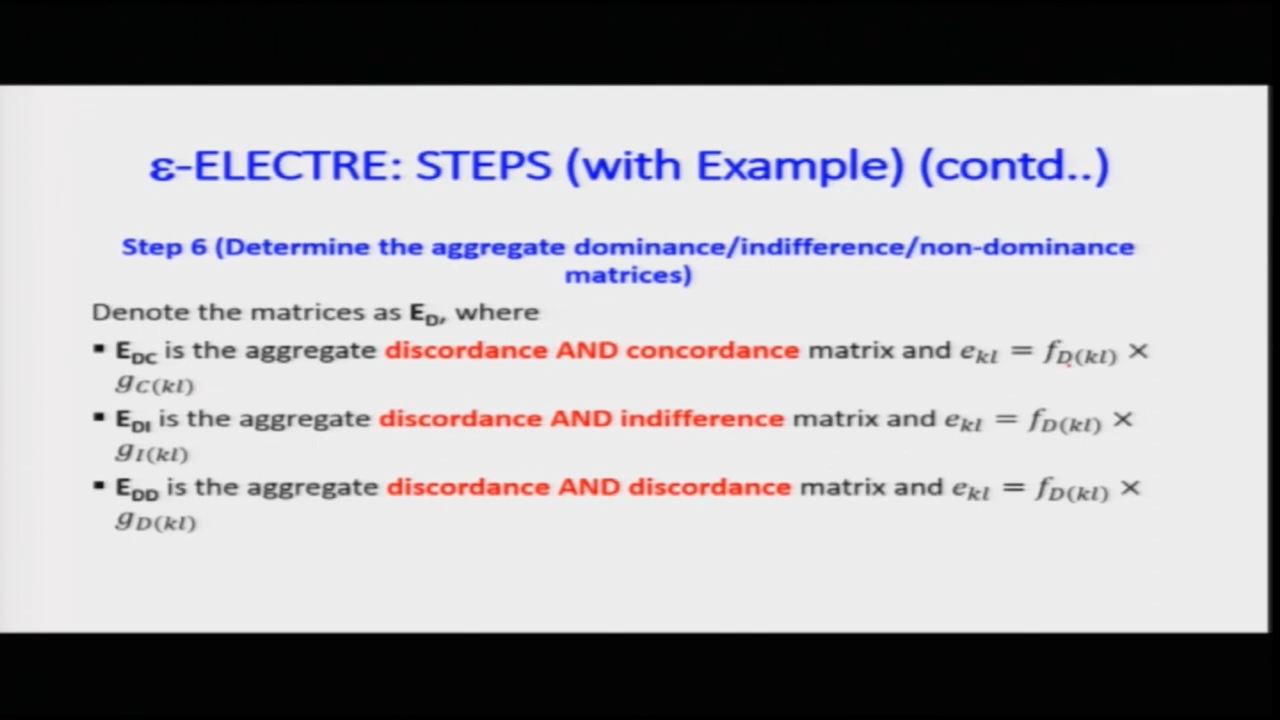 ε-ELECTRE: STEPS (with Example) (contd..)
Step 6 (Determine the aggregate dominance/indifference/non-dominance
matrices)
Denote the matrices as E_D, where
▪ E_DC is the aggregate discordance AND concordance matrix and e_kl = f_D(kl) ×
g_C(kl)
▪ E_DI is the aggregate discordance AND indifference matrix and e_kl = f_D(kl) ×
g_I(kl)
▪ E_DD is the aggregate discordance AND discordance matrix and e_kl = f_D(kl) ×
g_D(kl)